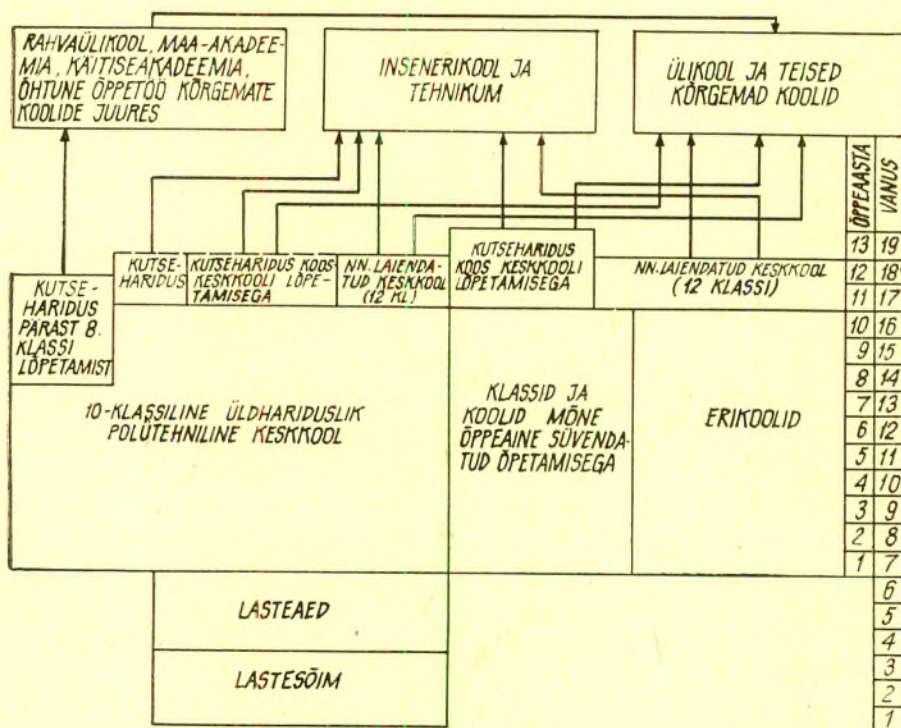 RAHVAÜLIKOOL, MAA-AKADEE-
MIA, KÄITISEAKADEEMIA,
ÕHTUNE ÕPPETÖÖ KÕRGEMATE
KOOLIDE JUURES
INSENERIKOOL JA
TEHNIKUM
ÜLIKOOL JA TEISED
KÕRGEMAD KOOLID
ÕPPEAASTA
VANUS
KUTSE-
HARIDUS
PÄRAST 8.
KLASSI
LÕPETAMIST
KUTSE-
HARIDUS
KUTSEHARIDUS KOOS
KESKKOOLI LÕPE-
TAMISEGA
NN. LAIENDA-
TUD KESKKOOL
(12 KL)
KUTSEHARIDUS
KOOS KESKKOOLI
LÕPETAMISEGA
NN. LAIENDATUD KESKKOOL
(12 KLASSI)
10-KLASSILINE ÜLDHARIDUSLIK
POLÜTEHNILINE KESKKOOL
KLASSID JA
KOOLID MÕNE
ÕPPEAINE SÜVENDA-
TUD ÕPETAMISEGA
ERIKOOLID
13 19
12 18
11 17
10 16
9 15
8 14
7 13
6 12
5 11
4 10
3 9
2 8
1 7
6
5
4
3
2
1
LASTEAED
LASTESÕIM